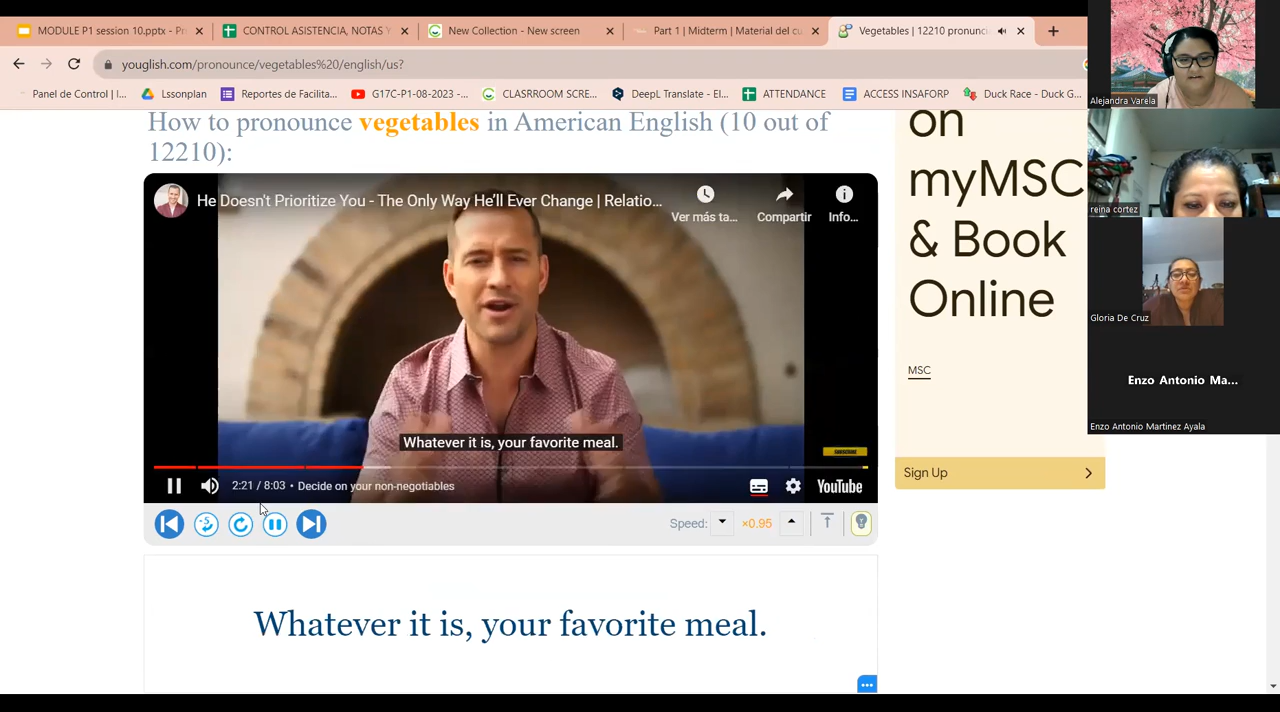 MODULE P1 session 10.pptx - Pr
CONTROL ASISTENCIA, NOTAS Y
New Collection - New screen
Part 1 | Midterm | Material del cu
Vegetables | 12210 pronunci
youglish.com/pronounce/vegetables%20/english/us?
Panel de Control | I...
Lssonplan
Reportes de Facilita...
G17C-P1-08-2023 -...
CLASRROOM SCRE...
DeepL Translate - El...
ATTENDANCE
ACCESS INSAFORP
Duck Race - Duck G...
How to pronounce vegetables in American English (10 out of
12210):
He Doesn't Prioritize You - The Only Way He'll Ever Change | Relatio...
Ver más ta...
Compartir
Info...
Whatever it is, your favorite meal.
SUBSCRIBE
2:21 / 8:03 • Decide on your non-negotiables
YouTube
5
Speed:
×0.95
Whatever it is, your favorite meal.
on
myMSC
& Book
Online
MSC
Sign Up
Alejandra Varela
reina cortez
Gloria De Cruz
Enzo Antonio Ma...
Enzo Antonio Martinez Ayala